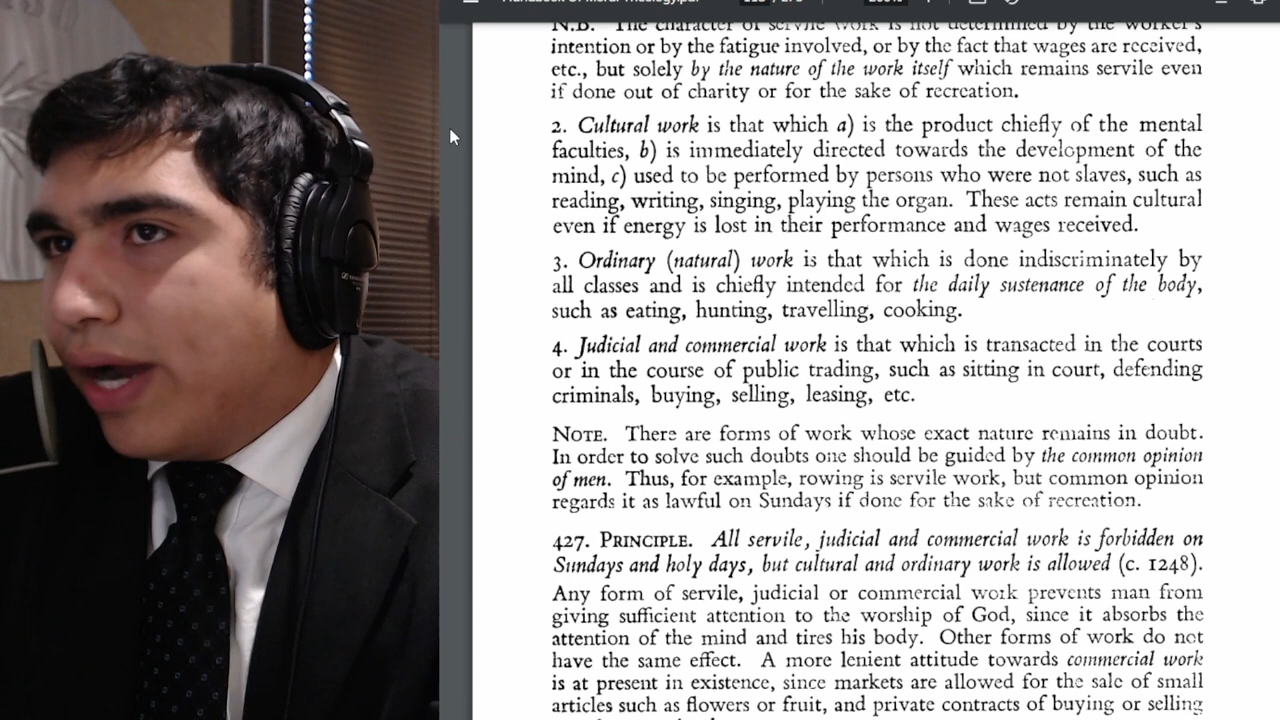 Handbook Of Moral Theology.pdf
N.B. The character of servile work is not determined by the worker's
intention or by the fatigue involved, or by the fact that wages are received,
etc., but solely by the nature of the work itself which remains servile even
if done out of charity or for the sake of recreation.
2. Cultural work is that which a) is the product chiefly of the mental
faculties, b) is immediately directed towards the development of the
mind, c) used to be performed by persons who were not slaves, such as
reading, writing, singing, playing the organ. These acts remain cultural
even if energy is lost in their performance and wages received.
3. Ordinary (natural) work is that which is done indiscriminately by
all classes and is chiefly intended for the daily sustenance of the body,
such as eating, hunting, travelling, cooking.
4. Judicial and commercial work is that which is transacted in the courts
or in the course of public trading, such as sitting in court, defending
criminals, buying, selling, leasing, etc.
NOTE. There are forms of work whose exact nature remains in doubt.
In order to solve such doubts one should be guided by the common opinion
of men. Thus, for example, rowing is servile work, but common opinion
regards it as lawful on Sundays if done for the sake of recreation.
427. PRINCIPLE. All servile, judicial and commercial work is forbidden on
Sundays and holy days, but cultural and ordinary work is allowed (c. 1248).
Any form of servile, judicial or commercial work prevents man from
giving sufficient attention to the worship of God, since it absorbs the
attention of the mind and tires his body. Other forms of work do not
have the same effect. A more lenient attitude towards commercial work
is at present in existence, since markets are allowed for the sale of small
articles such as flowers or fruit, and private contracts of buying or selling